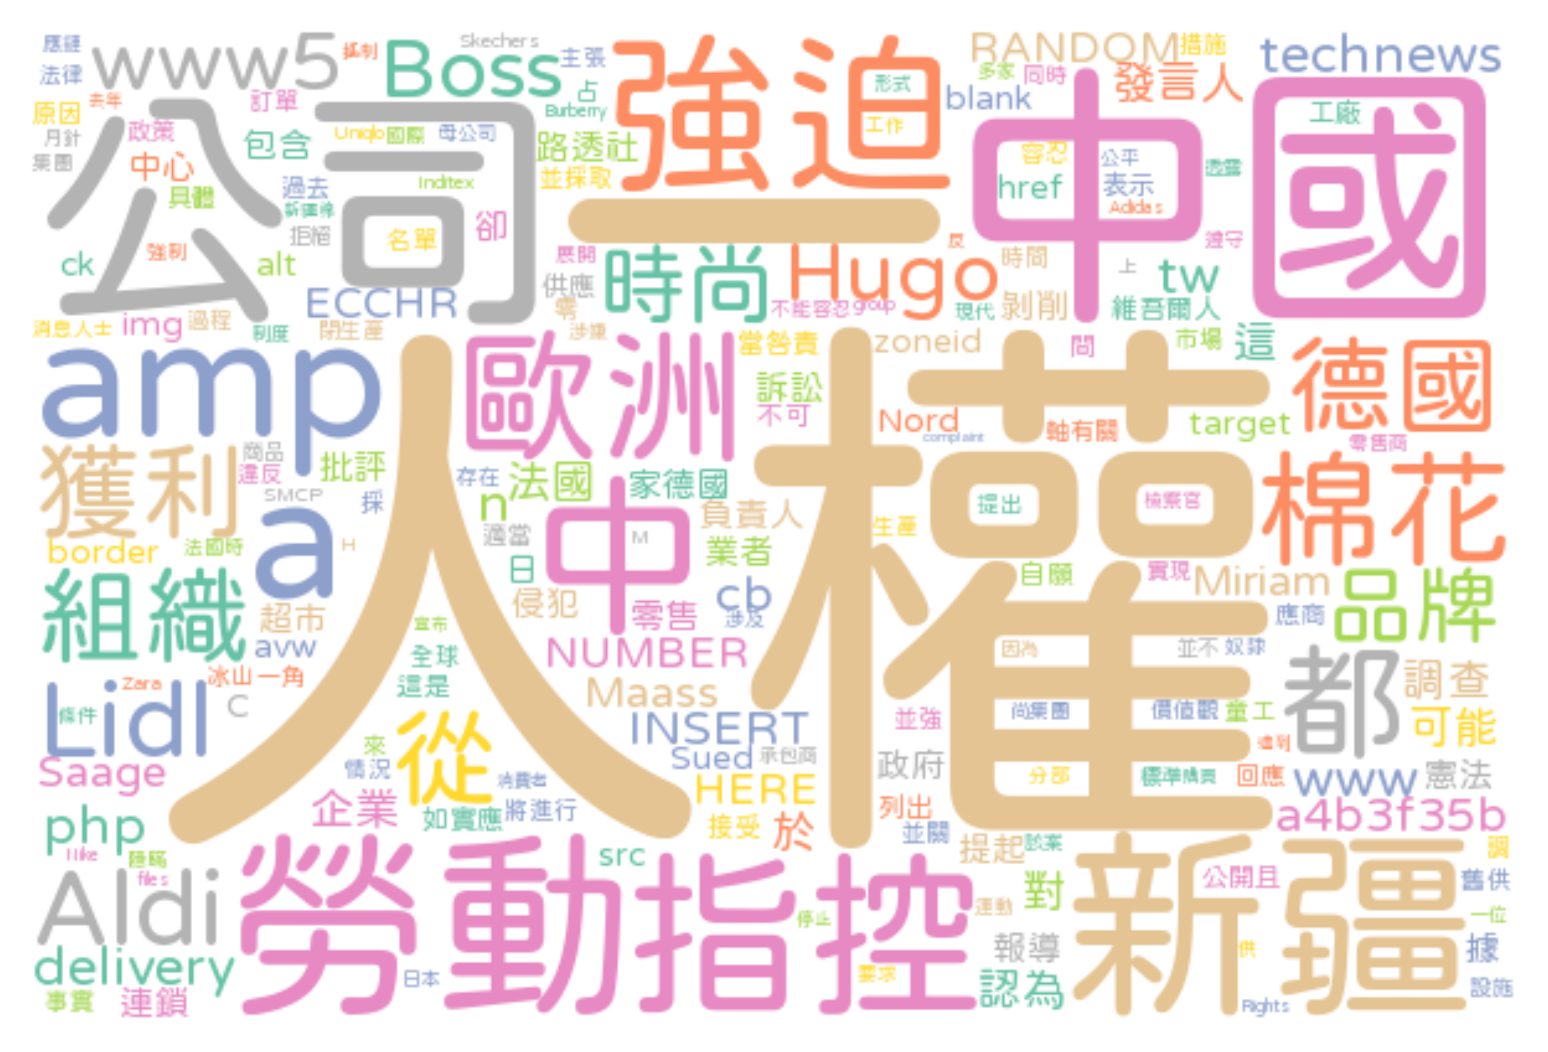 應鏈
www5
搖制
Boss
Skechers
主張
強迫
RANDOM
措施
technews
法律
占
形式
多家
同時
發言人
中國
原因
去年
訂單
Burberry
blank
工廠
公司
月針
政策
包含
Uniqlo
國際
母公司
路透社
工作
容忍
公平
集團
中心
並採取
href
表示
透露
具體
過去
Inditex
Adidas
新疆棉
一
拒絕
名單
卻
反
遵守
強制
展開
ck
alt
時尚
Hugo
時間
上
tw
供應
ECCHR
零
不能容忍
group
現代
剝削
維吾爾人
消息人士
img
過程
制度
閉生產
涉嫌
當咎責
zoneid
問
市場
這
amp
歐洲
人權
德國
訴訟
不可
Nord
complaint
軸有關
target
零售商
獲利
商品
違反
批評
存在
法國
家德國
棉花
SMCP
採
n
負責人
提出
檢察官
a
適當
中
M
生產
border
法國時
H
業者
日
自願
實現
Miriam
品牌
組織
超市
侵犯
零售
cb
涉及
應商
宣布
avw
全球
NUMBER
因為
並不
奴隸
冰山一角
Zara
這是
Maass
都
調查
Lidl
條件
C
從
INSERT
並強
尚集團
價值觀
童工
可能
來
Sued
承包商
達到
Saage
情況
消費者
政府
分部
標準購買
回應
www
憲法
企業
HERE
列出
a4b3f35b
php
如實應
將進行
接受
於
並關
Nike
隱瞞
勞動
src
指控
提起
該案
新疆
調
files
公開且
舊供
Aldi
對
停止
運動
一位
報導
供
據
delivery
日本
要求
認為
設施
事實
連鎖
Rights